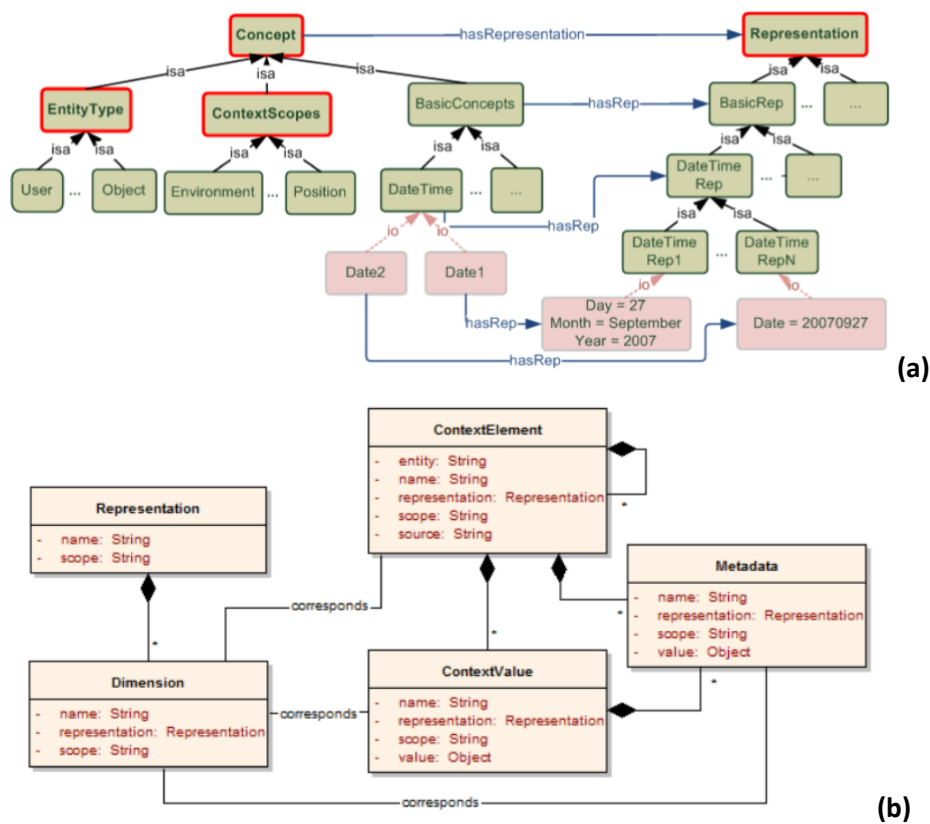 Concept
hasRepresentation
Representation
isa
isa
isa
isa
isa
EntityType
ContextScopes
BasicConcepts
hasRep
BasicRep
...
...
isa
isa
isa
isa
isa
isa
isa
isa
User
...
Object
Environment
...
Position
DateTime
...
...
hasRep
DateTime
Rep
...
...
io
io
isa
isa
Date2
Date1
DateTime
Rep1
...
DateTime
RepN
io
io
hasRep
Day = 27
Month = September
Year = 2007
Date = 20070927
hasRep
(a)
ContextElement
- entity: String
- name: String
- representation: Representation
- scope: String
- source: String
*
Representation
- name: String
- scope: String
*
corresponds
*
*
Metadata
- name: String
- representation: Representation
- scope: String
- value: Object
*
Dimension
- name: String
- representation: Representation
- scope: String
corresponds
ContextValue
- name: String
- representation: Representation
- scope: String
- value: Object
corresponds
(b)